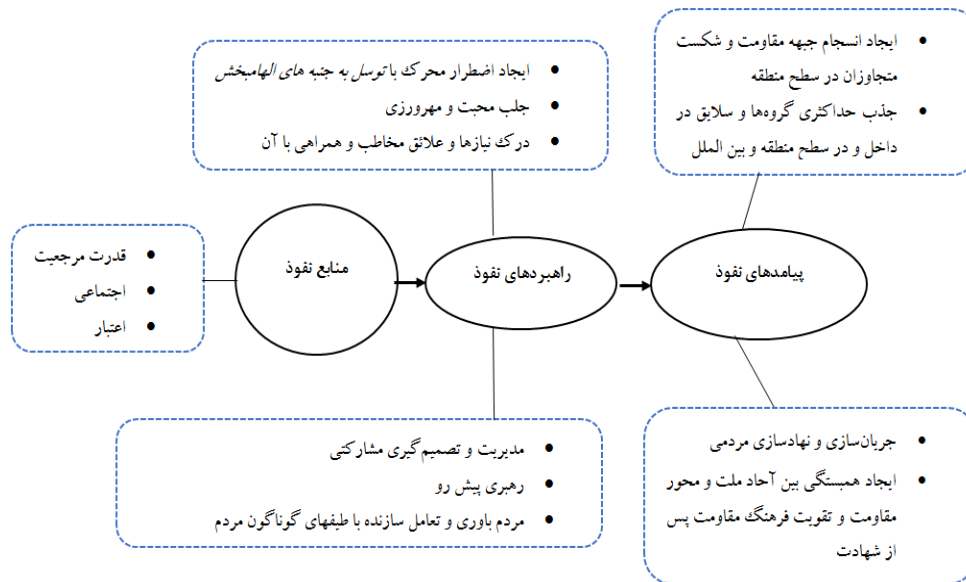 ایجاد انسجام جبهه مقاومت و شکست
متجاوزان در سطح منطقه
جذب حداکثری گروه‌ها و سلایق در
داخل و در سطح منطقه و بین الملل
ایجاد اضطرار محرک با توسل به جنبه های الهامبخش
جلب محبت و مهرورزی
درک نیازها و علائق مخاطب و همراهی با آن
قدرت مرجعیت
اجتماعی
اعتبار
منابع نفوذ
راهبردهای نفوذ
پیامدهای نفوذ
مدیریت و تصمیم‌گیری مشارکتی
رهبری پیش رو
مردم باوری و تعامل سازنده با طیفهای گوناگون مردم
جریان‌سازی و نهادسازی مردمی
ایجاد همبستگی بین آحاد ملت و محور
مقاومت و تقویت فرهنگ مقاومت پس
از شهادت